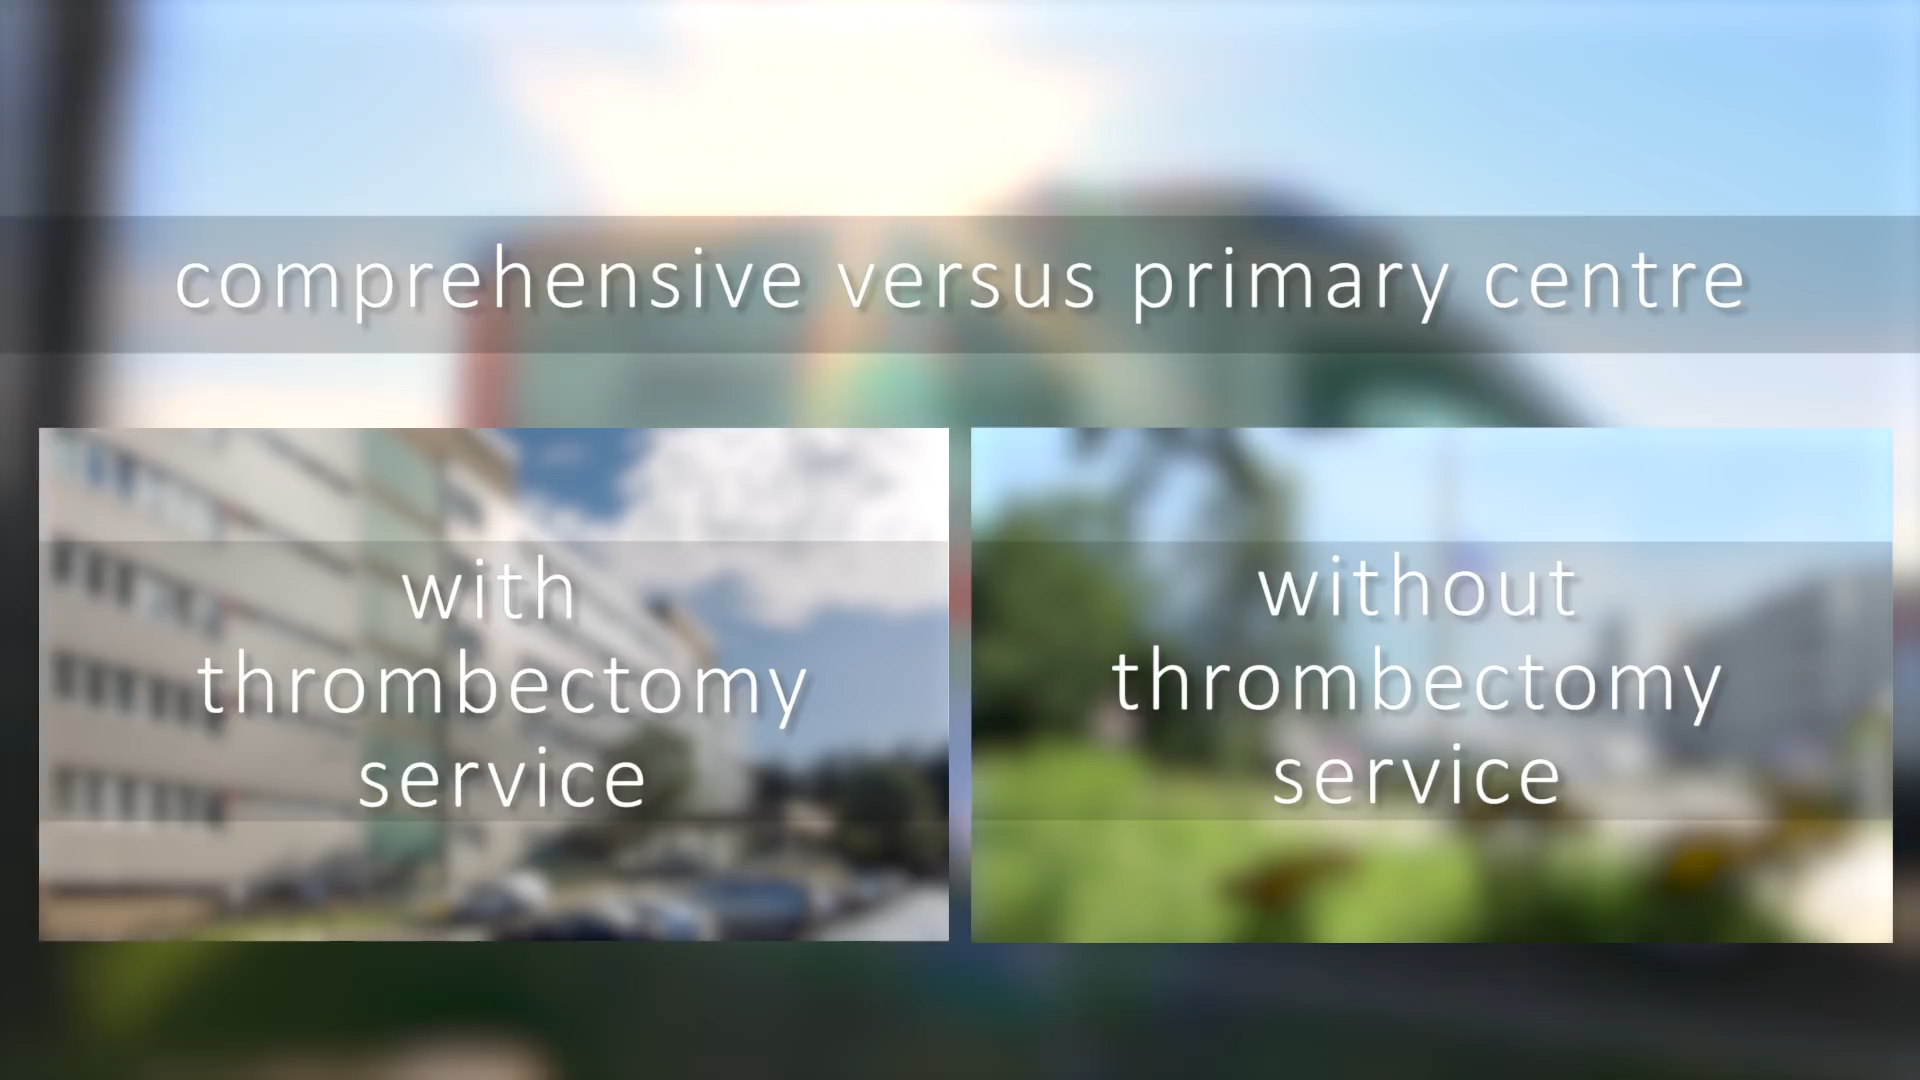 comprehensive versus primary centre
with
thrombectomy
service
without
thrombectomy
service